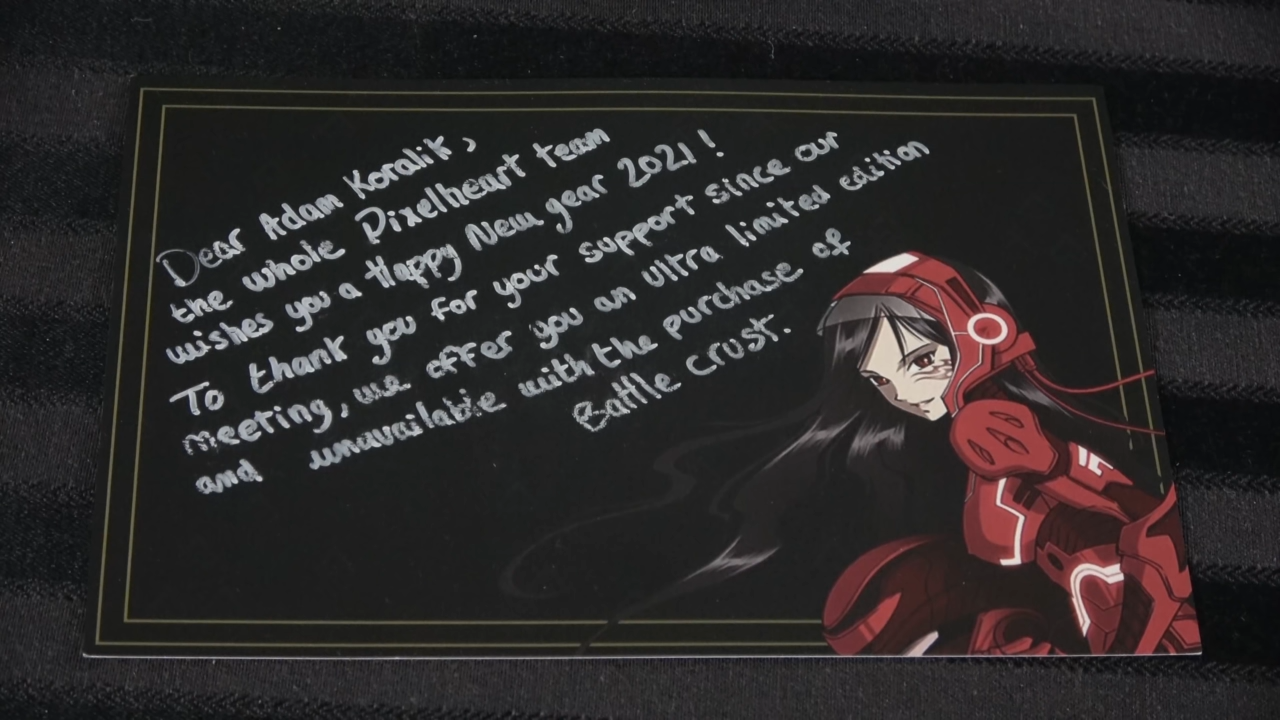 Dear Adam Koralik,
the whole Pixelheart team
wishes you a Happy New year 2021!
To thank you for your support since our
meeting, we offer you an ultra limited edition
and unavailable with the purchase of
Battle Crust.